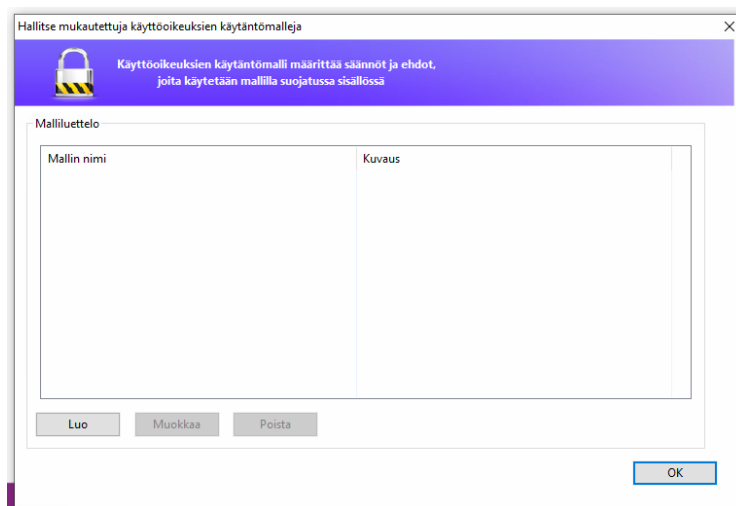 Hallitse mukautettuja käyttöoikeuksien käytäntömalleja
Käyttöoikeuksien käytäntömalli määrittää säännöt ja ehdot,
joita käytetään mallilla suojatussa sisällössä
Malliluettelo
Mallin nimi Kuvaus
Luo Muokkaa Poista
OK